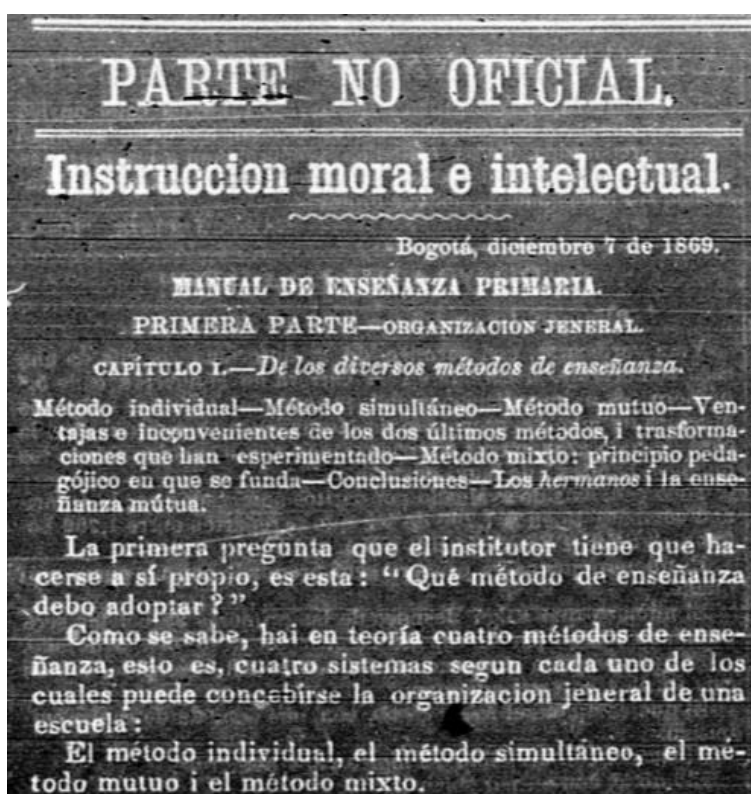 PARTE NO OFICIAL.
Instruccion moral e intelectual.
Bogotá, diciembre 7 de 1869.
MANUAL DE ENSEÑANZA PRIMARIA.
PRIMERA PARTE—ORGANIZACION JENERAL.
CAPÍTULO I.—De los diversos métodos de enseñanza.
Método individual—Método simultáneo—Método mutuo—Ven-
tajas e inconvenientes de los dos últimos métodos, i trasforma-
ciones que han esperimentado—Método mixto: principio peda-
gójico en que se funda—Conclusiones—Los hermanos i la ense-
ñanza mútua.
La primera pregunta que el institutor tiene que ha-
cerse a sí propio, es esta: “Qué método de enseñanza
debo adoptar?”
Como se sabe, hai en teoría cuatro métodos de ense-
ñanza, esto es, cuatro sistemas segun cada uno de los
cuales puede concebirse la organizacion jeneral de una
escuela:
El método individual, el método simultáneo, el mé-
todo mutuo i el método mixto.